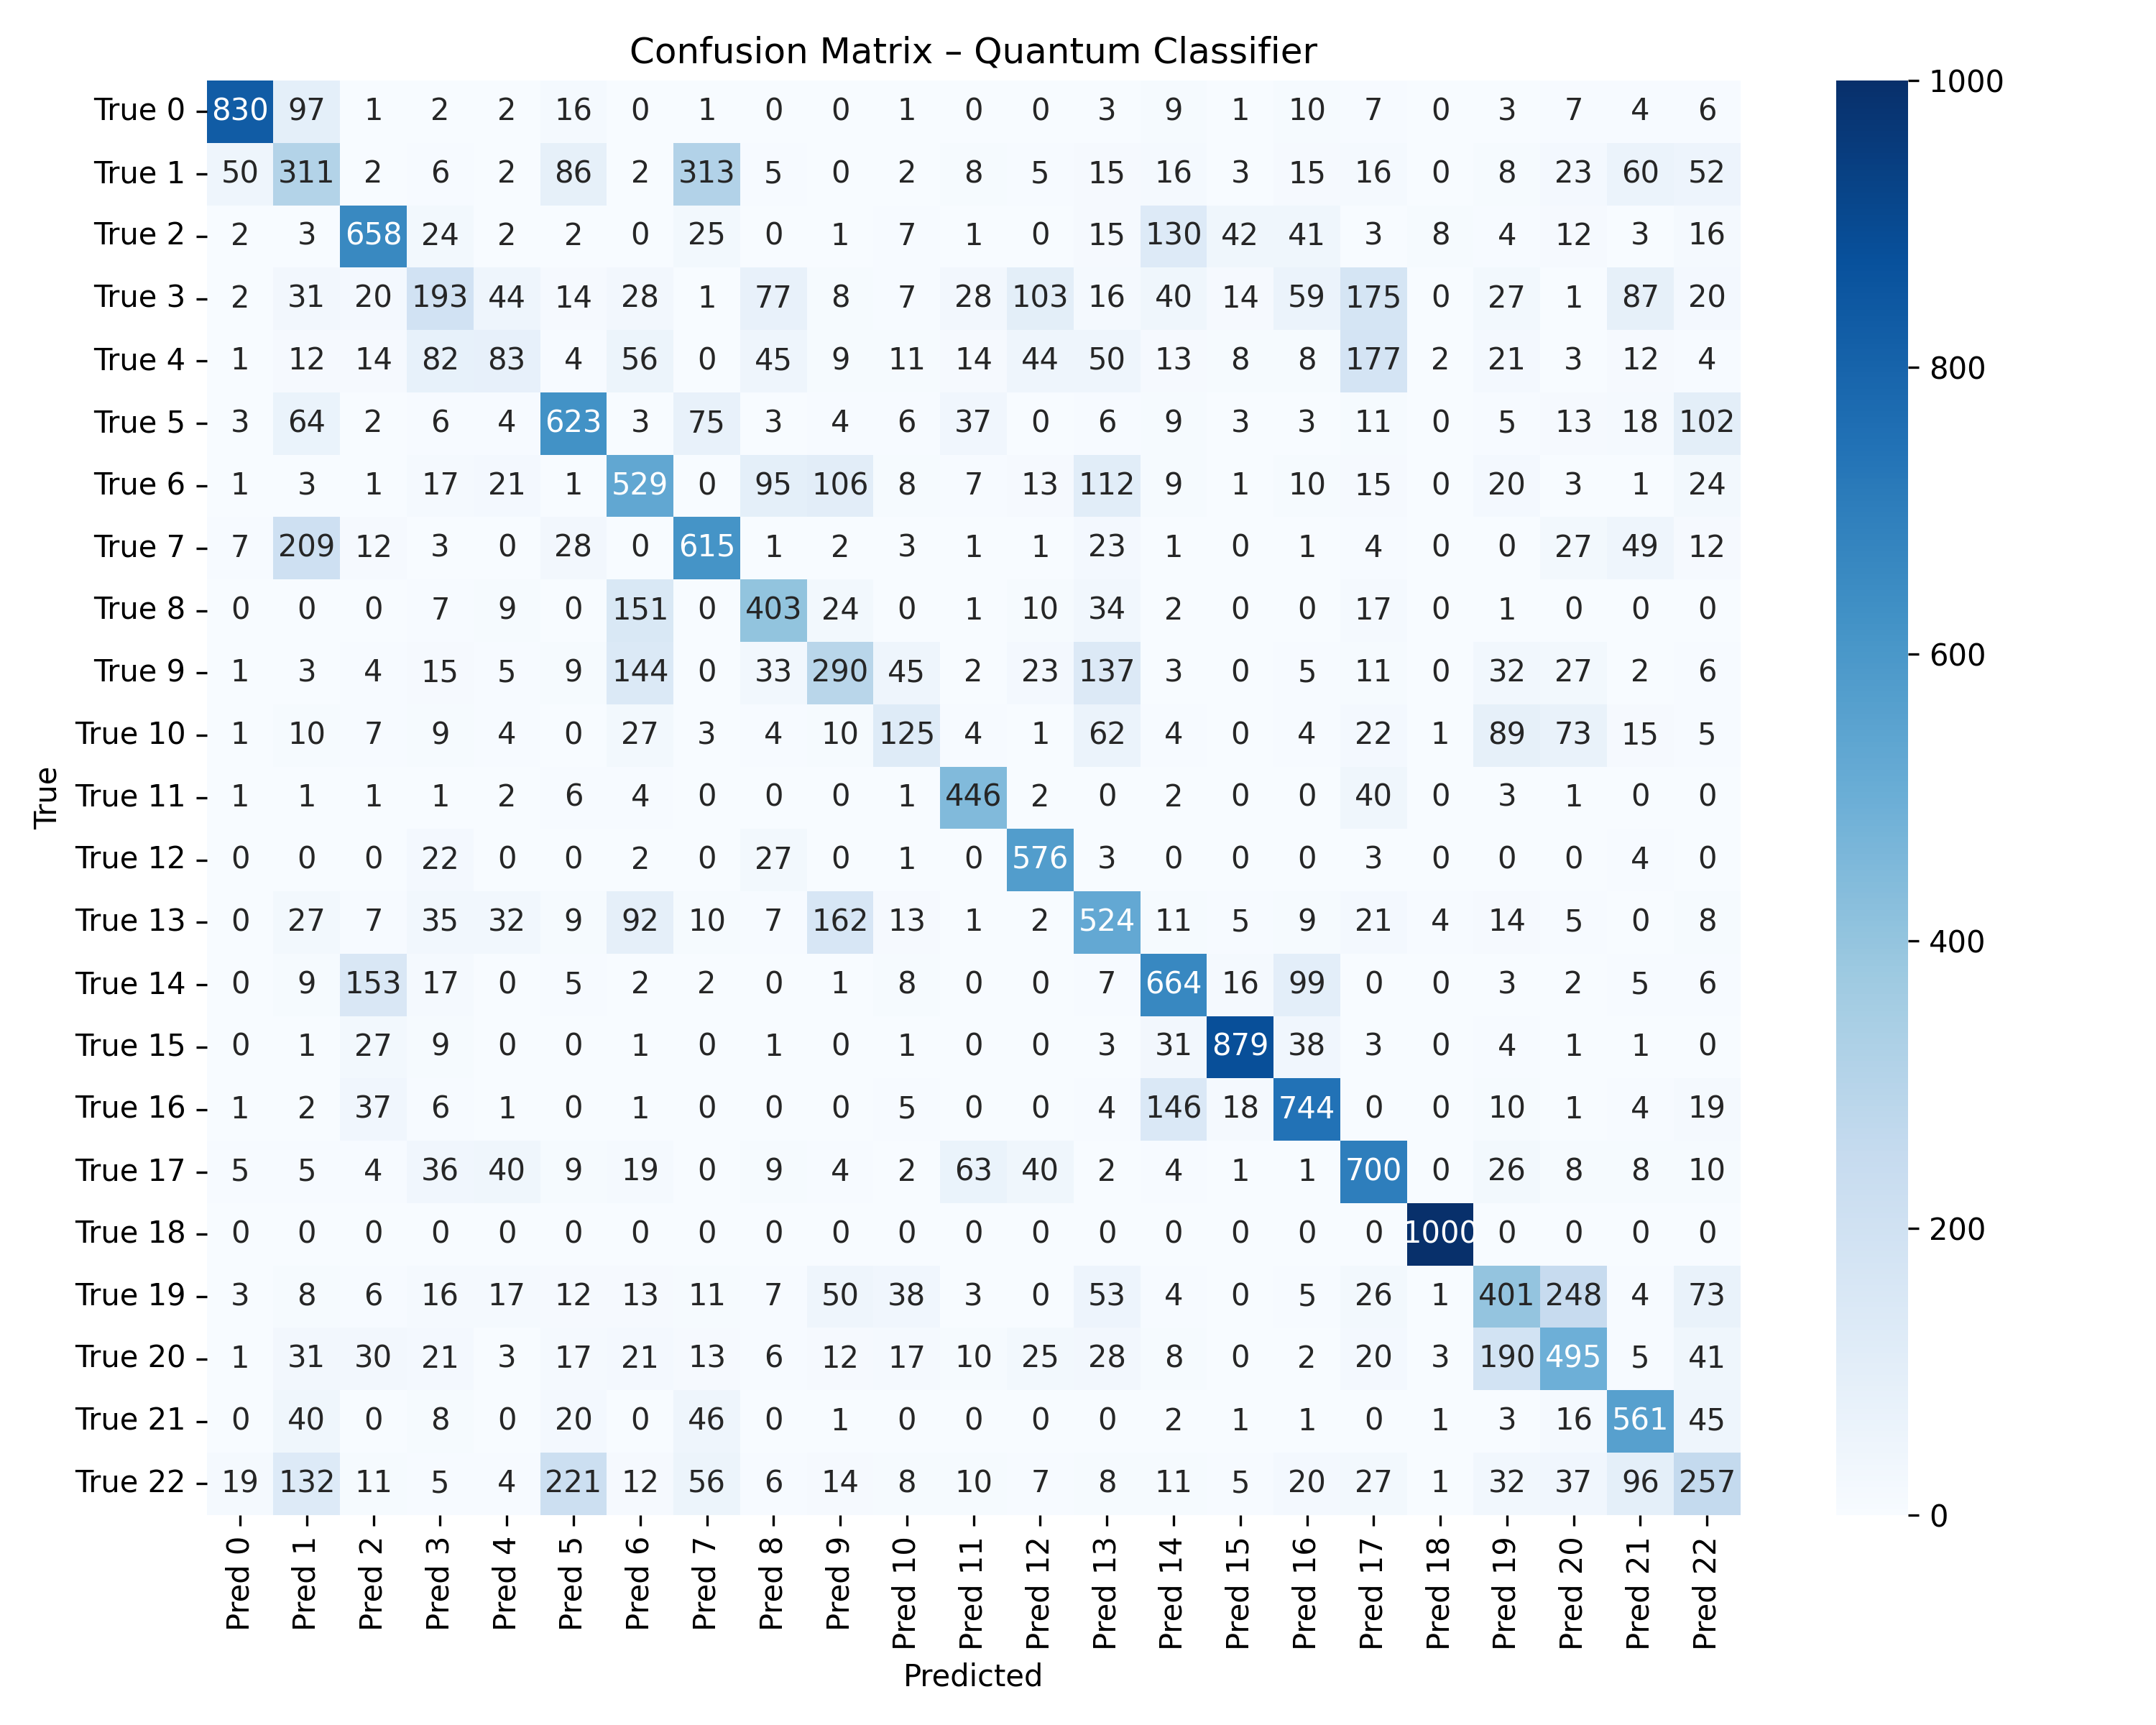 Confusion Matrix – Quantum Classifier
True 0 830 97 1 2 2 16 0 1 0 0 1 0 0 3 9 1 10 7 0 3 7 4 6
True 1 50 311 2 6 2 86 2 313 5 0 2 8 5 15 16 3 15 16 0 8 23 60 52
True 2 2 3 658 24 2 2 0 25 0 1 7 1 0 15 130 42 41 3 8 4 12 3 16
True 3 2 31 20 193 44 14 28 1 77 8 7 28 103 16 40 14 59 175 0 27 1 87 20
True 4 1 12 14 82 83 4 56 0 45 9 11 14 44 50 13 8 8 177 2 21 3 12 4
True 5 3 64 2 6 4 623 3 75 3 4 6 37 0 6 9 3 3 11 0 5 13 18 102
True 6 1 3 1 17 21 1 529 0 95 106 8 7 13 112 9 1 10 15 0 20 3 1 24
True 7 7 209 12 3 0 28 0 615 1 2 3 1 1 23 1 0 1 4 0 0 27 49 12
True 8 0 0 0 7 9 0 151 0 403 24 0 1 10 34 2 0 0 17 0 1 0 0 0
True 9 1 3 4 15 5 9 144 0 33 290 45 2 23 137 3 0 5 11 0 32 27 2 6
True 10 1 10 7 9 4 0 27 3 4 10 125 4 1 62 4 0 4 22 1 89 73 15 5
True 11 1 1 1 1 2 6 4 0 0 0 1 446 2 0 2 0 0 40 0 3 1 0 0
True 12 0 0 0 22 0 0 2 0 27 0 1 0 576 3 0 0 0 3 0 0 0 4 0
True 13 0 27 7 35 32 9 92 10 7 162 13 1 2 524 11 5 9 21 4 14 5 0 8
True 14 0 9 153 17 0 5 2 2 0 1 8 0 0 7 664 16 99 0 0 3 2 5 6
True 15 0 1 27 9 0 0 1 0 1 0 1 0 0 3 31 879 38 3 0 4 1 1 0
True 16 1 2 37 6 1 0 1 0 0 0 5 0 0 4 146 18 744 0 0 10 1 4 19
True 17 5 5 4 36 40 9 19 0 9 4 2 63 40 2 4 1 1 700 0 26 8 8 10
True 18 0 0 0 0 0 0 0 0 0 0 0 0 0 0 0 0 0 0 1000 0 0 0 0
True 19 3 8 6 16 17 12 13 11 7 50 38 3 0 53 4 0 5 26 1 401 248 4 73
True 20 1 31 30 21 3 17 21 13 6 12 17 10 25 28 8 0 2 20 3 190 495 5 41
True 21 0 40 0 8 0 20 0 46 0 1 0 0 0 0 2 1 1 0 1 3 16 561 45
True 22 19 132 11 5 4 221 12 56 6 14 8 10 7 8 11 5 20 27 1 32 37 96 257
Pred 0 Pred 1 Pred 2 Pred 3 Pred 4 Pred 5 Pred 6 Pred 7 Pred 8 Pred 9 Pred 10 Pred 11 Pred 12 Pred 13 Pred 14 Pred 15 Pred 16 Pred 17 Pred 18 Pred 19 Pred 20 Pred 21 Pred 22
Predicted
True
1000
800
600
400
200
0